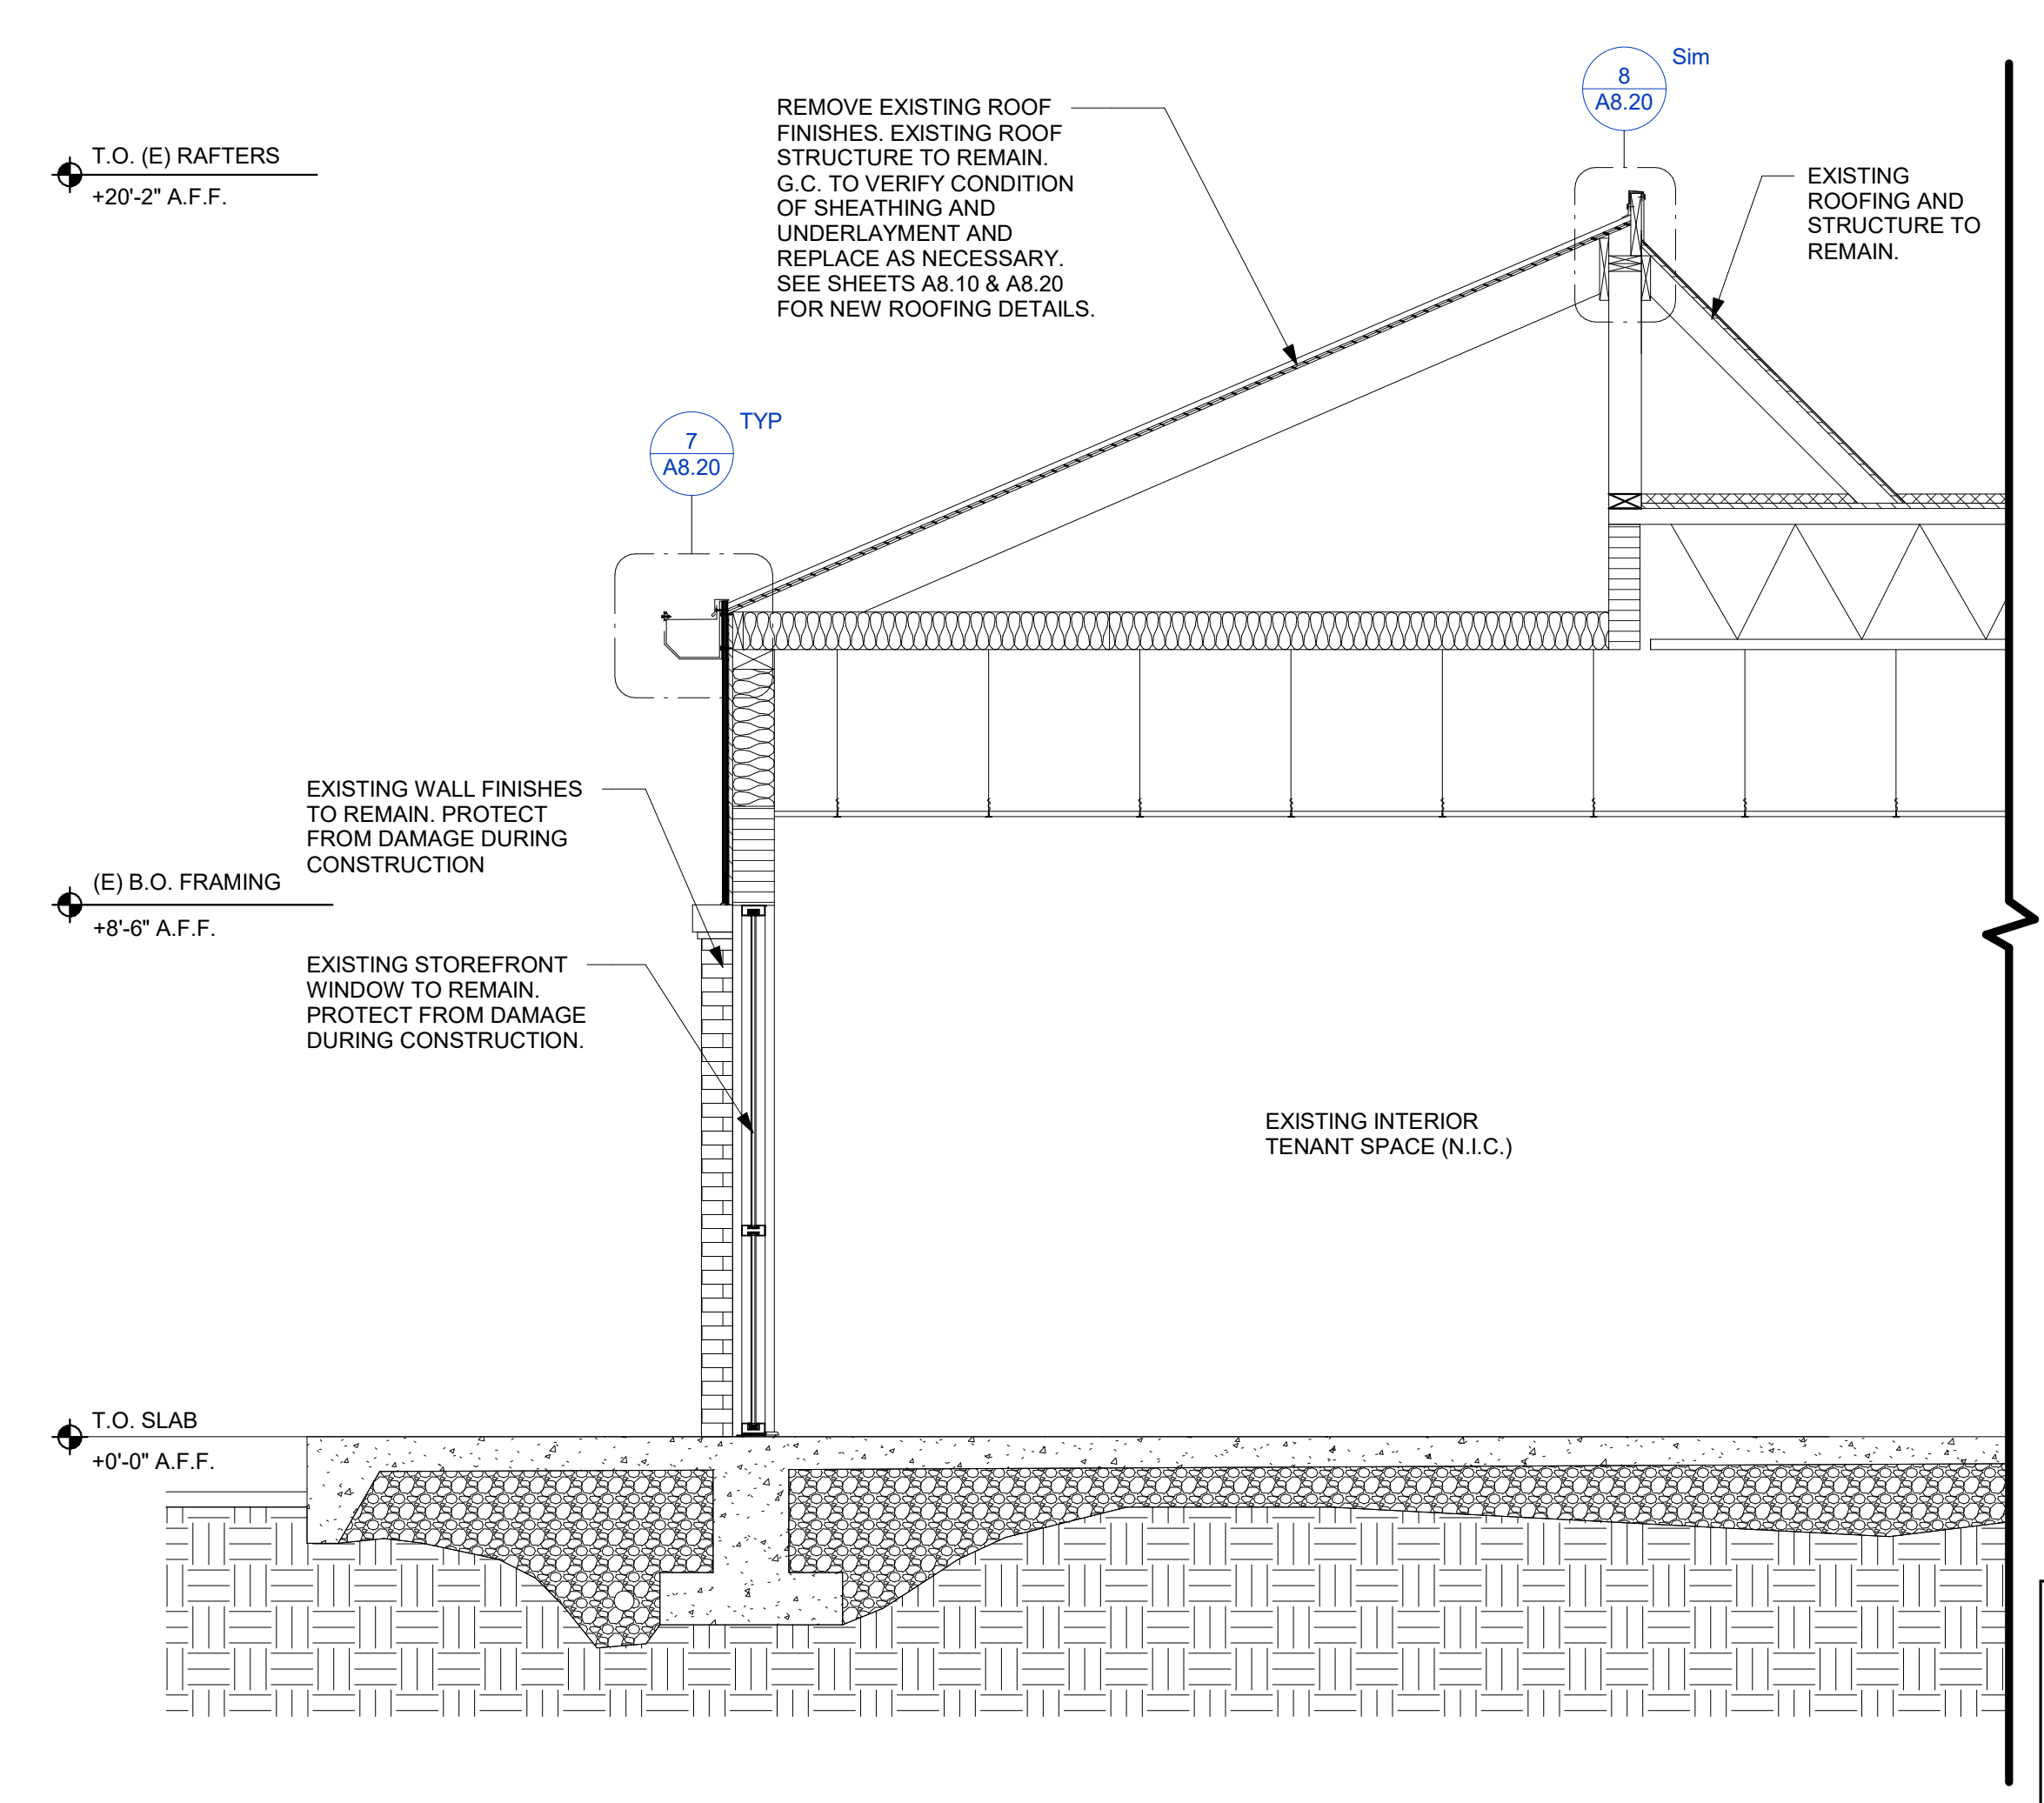 8
A8.20
Sim
REMOVE EXISTING ROOF
FINISHES. EXISTING ROOF
STRUCTURE TO REMAIN.
G.C. TO VERIFY CONDITION
OF SHEATHING AND
UNDERLAYMENT AND
REPLACE AS NECESSARY.
SEE SHEETS A8.10 & A8.20
FOR NEW ROOFING DETAILS.
T.O. (E) RAFTERS
+20'-2" A.F.F.
EXISTING
ROOFING AND
STRUCTURE TO
REMAIN.
7
A8.20
TYP
EXISTING WALL FINISHES
TO REMAIN. PROTECT
FROM DAMAGE DURING
CONSTRUCTION
(E) B.O. FRAMING
+8'-6" A.F.F.
EXISTING STOREFRONT
WINDOW TO REMAIN.
PROTECT FROM DAMAGE
DURING CONSTRUCTION.
EXISTING INTERIOR
TENANT SPACE (N.I.C.)
T.O. SLAB
+0'-0" A.F.F.